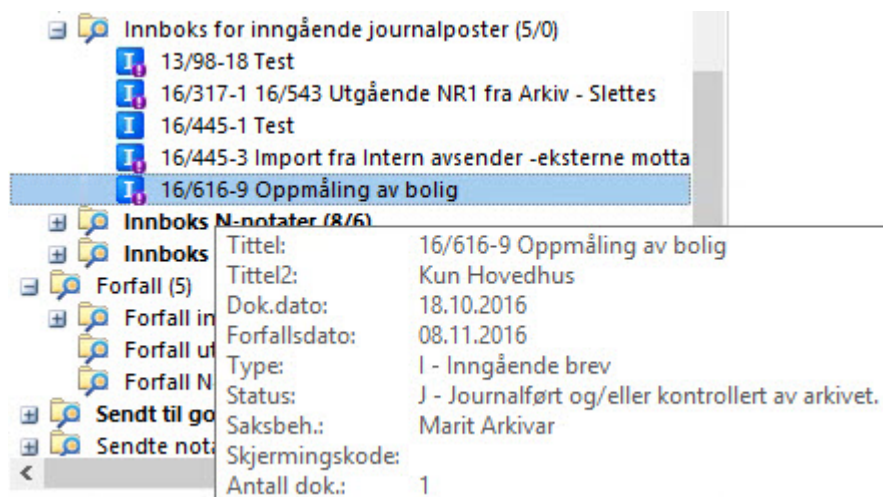 Innboks for inngående journalposter (5/0)
13/98-18 Test
16/317-1 16/543 Utgående NR1 fra Arkiv - Slettes
16/445-1 Test
16/445-3 Import fra Intern avsender -eksterne motta
16/616-9 Oppmåling av bolig
Innboks N-notater (8/6)
Innboks
Forfall (5)
Forfall in
Forfall ut
Forfall N
Sendt til go
Sendte nota
Tittel: 16/616-9 Oppmåling av bolig
Tittel2: Kun Hovedhus
Dok.dato: 18.10.2016
Forfallsdato: 08.11.2016
Type: I - Inngående brev
Status: J - Journalført og/eller kontrollert av arkivet.
Saksbeh.: Marit Arkivar
Skjermingskode:
Antall dok.: 1